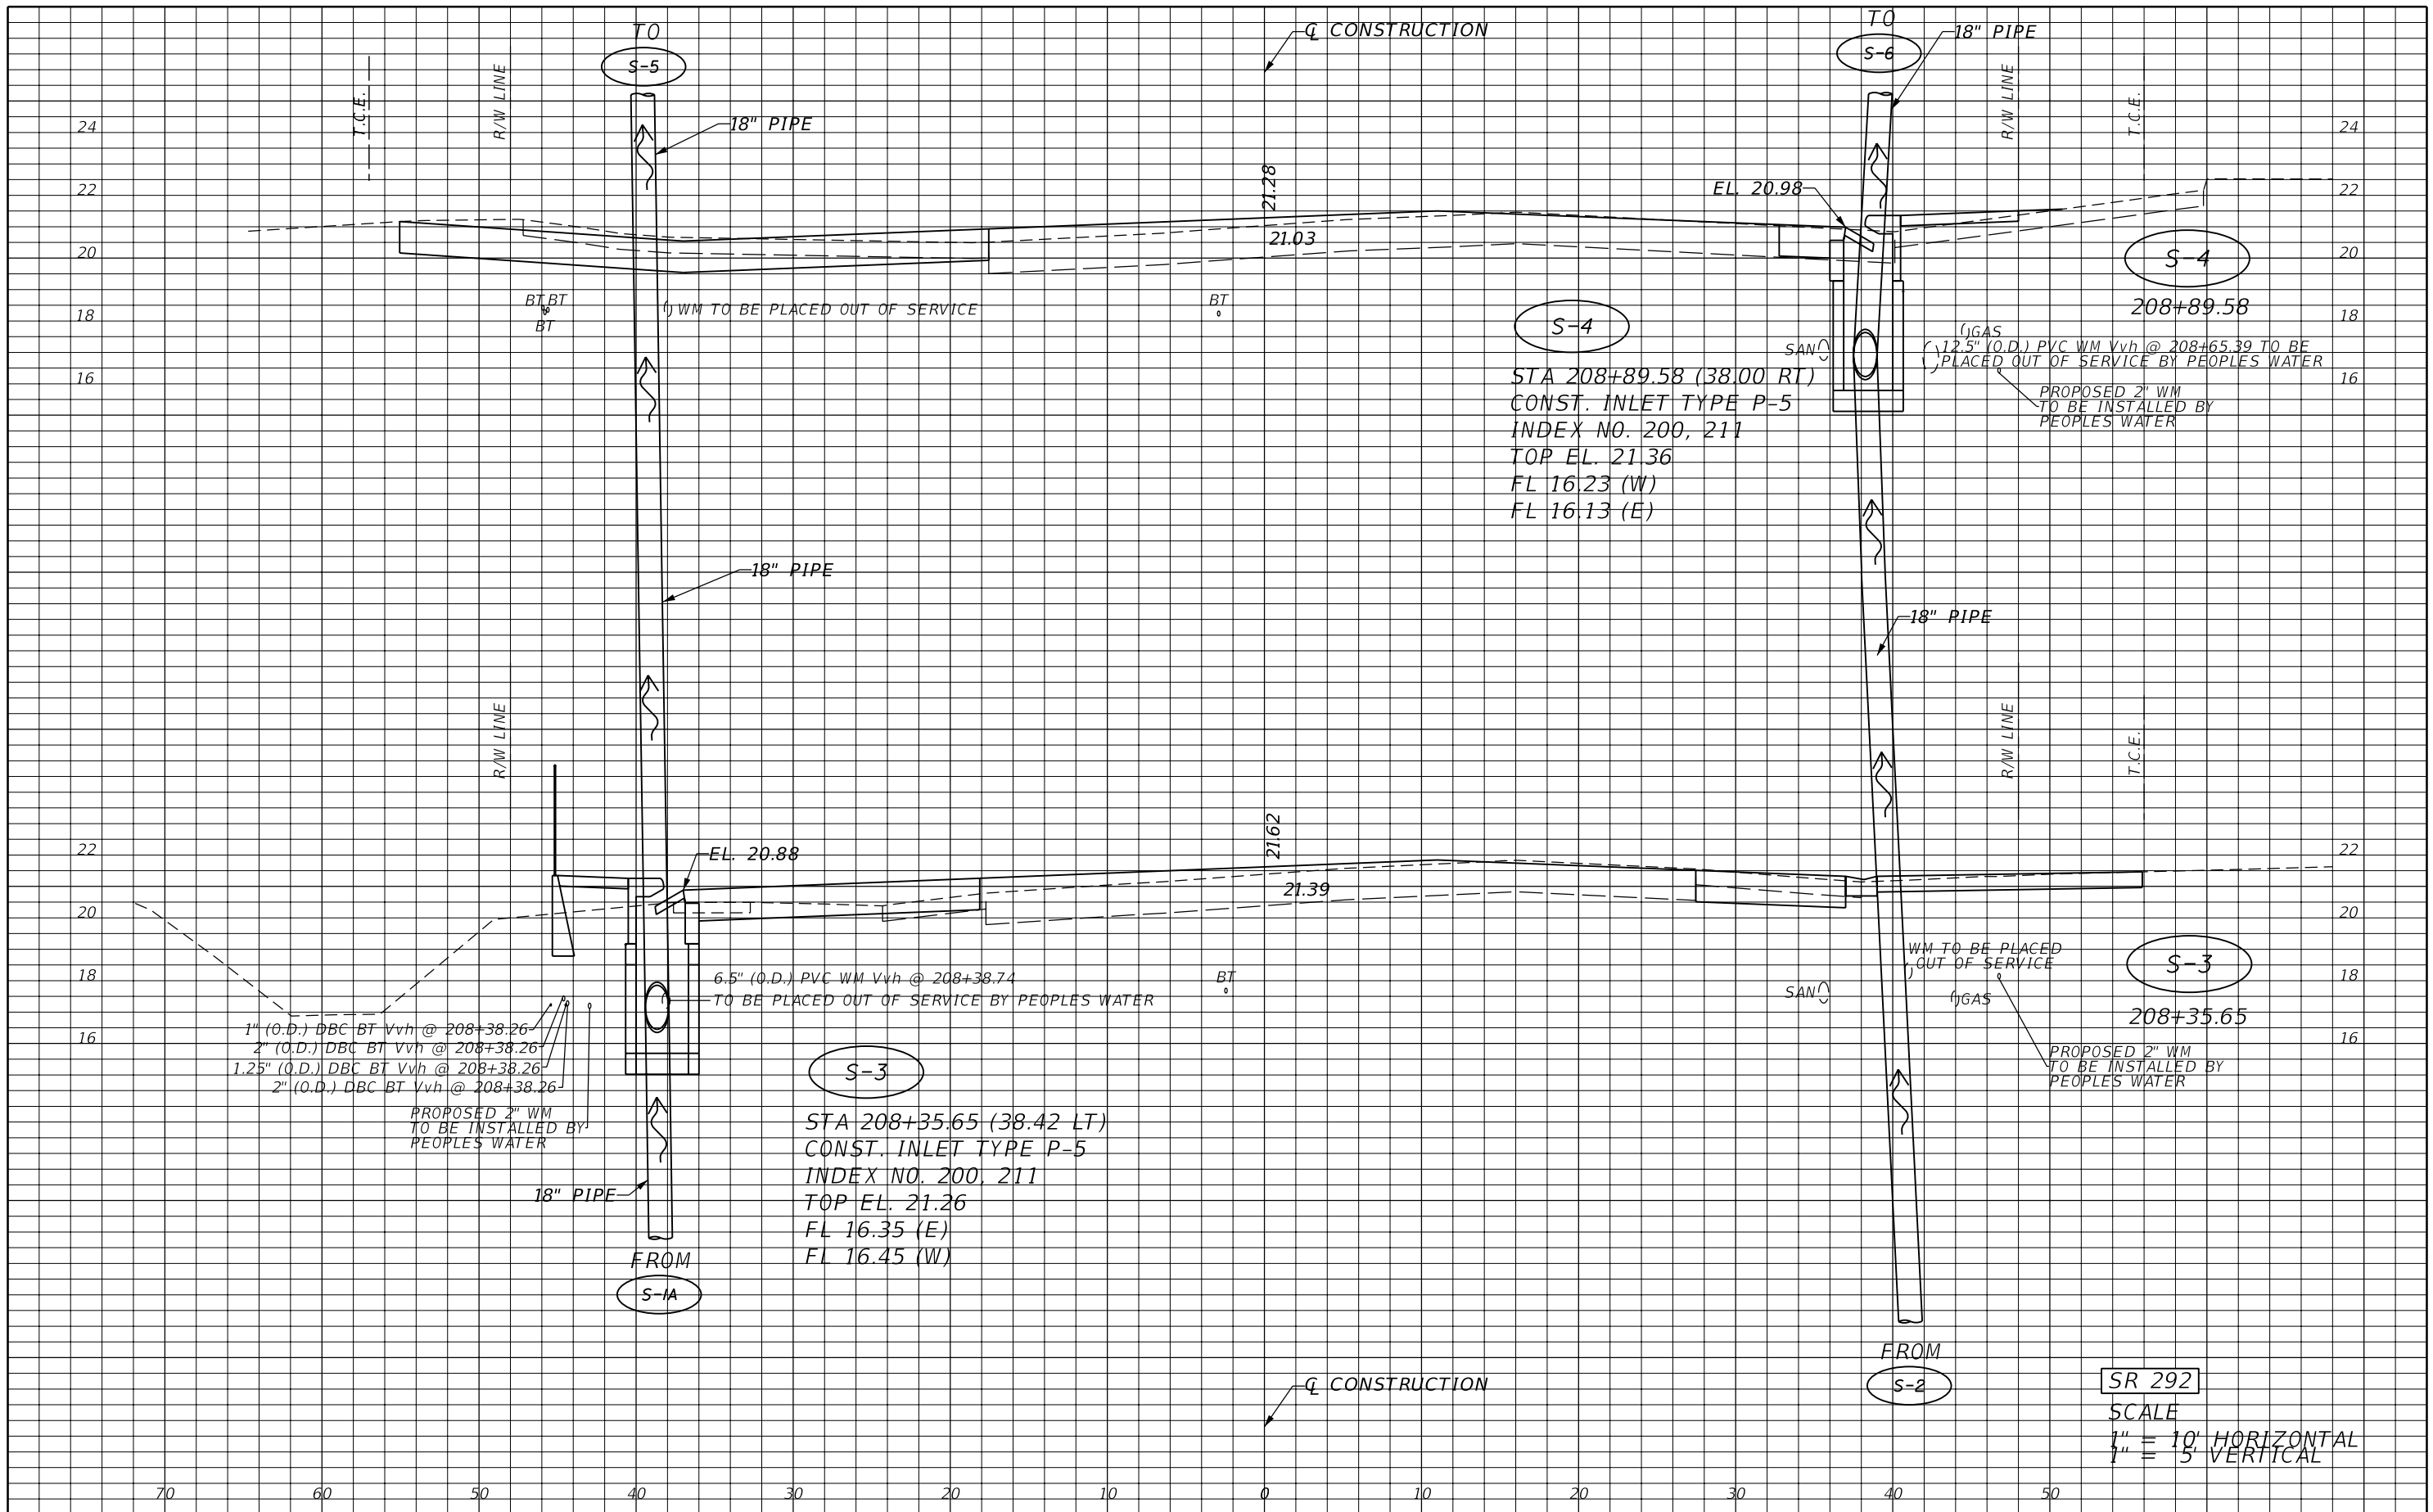 TO
S-5
℄ CONSTRUCTION
TO
S-6
18" PIPE
T.C.E.
R/W LINE
18" PIPE
R/W LINE
T.C.E.
24
24
22
21.28
EL. 20.98
22
20
21.03
20
S-4
208+89.58
BT BT
BT
WM TO BE PLACED OUT OF SERVICE
BT
18
18
S-4
STA 208+89.58 (38.00 RT)
CONST. INLET TYPE P-5
INDEX NO. 200, 211
TOP EL. 21.36
FL 16.23 (W)
FL 16.13 (E)
SAN
GAS
12.5" (O.D.) PVC WM Vvh @ 208+65.39 TO BE
PLACED OUT OF SERVICE BY PEOPLES WATER
16
16
PROPOSED 2" WM
TO BE INSTALLED BY
PEOPLES WATER
18" PIPE
18" PIPE
R/W LINE
R/W LINE
T.C.E.
22
EL. 20.88
21.62
22
20
21.39
20
WM TO BE PLACED
OUT OF SERVICE
S-3
208+35.65
18
6.5" (O.D.) PVC WM Vvh @ 208+38.74
TO BE PLACED OUT OF SERVICE BY PEOPLES WATER
BT
SAN
GAS
18
1" (O.D.) DBC BT Vvh @ 208+38.26
2" (O.D.) DBC BT Vvh @ 208+38.26
1.25" (O.D.) DBC BT Vvh @ 208+38.26
2" (O.D.) DBC BT Vvh @ 208+38.26
16
16
PROPOSED 2" WM
TO BE INSTALLED BY
PEOPLES WATER
PROPOSED 2" WM
TO BE INSTALLED BY
PEOPLES WATER
S-3
STA 208+35.65 (38.42 LT)
CONST. INLET TYPE P-5
INDEX NO. 200, 211
TOP EL. 21.26
FL 16.35 (E)
FL 16.45 (W)
18" PIPE
FROM
S-1A
FROM
S-2
℄ CONSTRUCTION
SR 292
SCALE
1" = 10' HORIZONTAL
1" = 5' VERTICAL
70 60 50 40 30 20 10 0 10 20 30 40 50